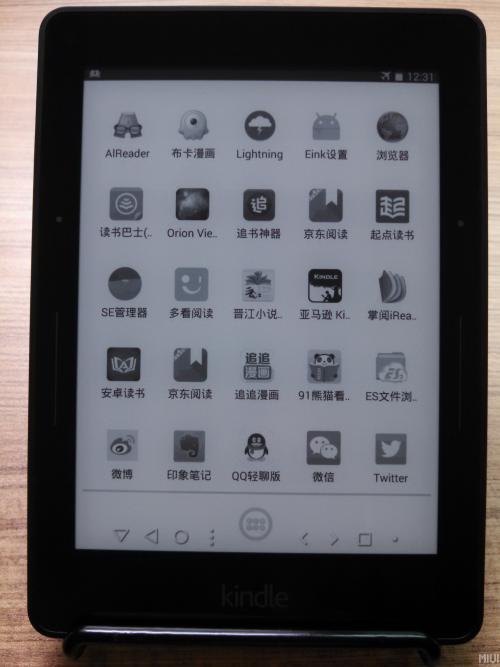 12:31
AlReader 布卡漫画 Lightning Eink设置 浏览器
读书巴士(.. Orion Vie.. 追 追书神器 京东阅读 起点读书
SE管理器 多看阅读 晋江小说.. KINDLE 亚马逊 Ki.. 掌阅iRea..
安卓读书 京东阅读 追追漫画 追追漫画 91熊猫看.. ES ES文件浏..
微博 印象笔记 QQ轻聊版 微信 Twitter
kindle
MIUI